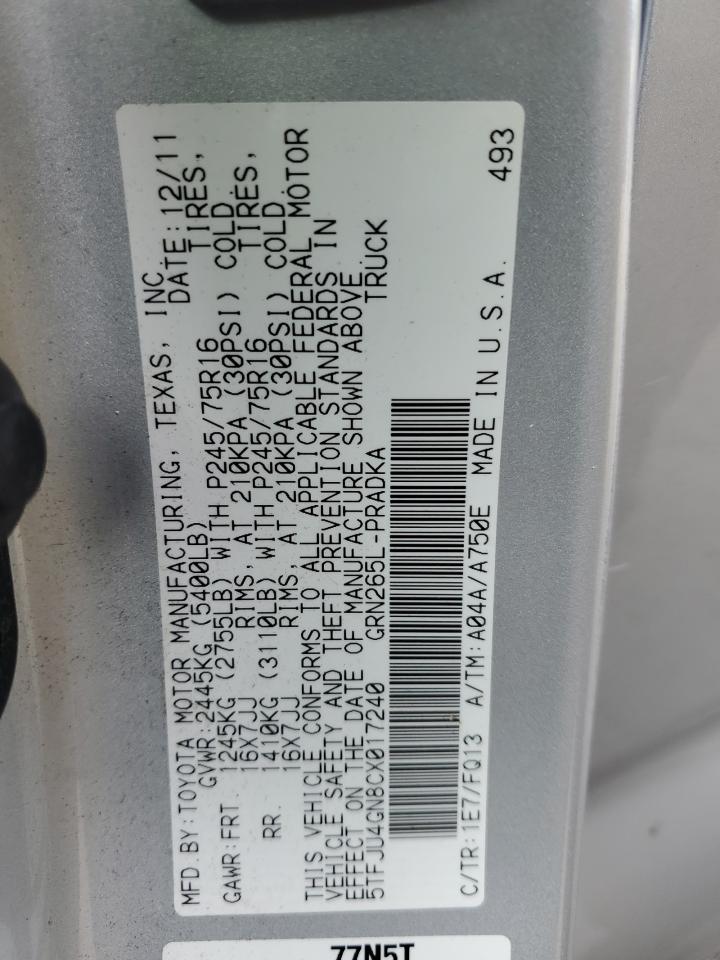 MFD.BY:TOYOTA MOTOR MANUFACTURING, TEXAS, INC.
GVWR:2445KG (5400LB) DATE:12/11
GAWR:FRT. 1245KG (2755LB) WITH P245/75R16 TIRES,
16X7JJ RIMS, AT 210KPA (30PSI) COLD
RR. 1410KG (3110LB) WITH P245/75R16 TIRES,
16X7JJ RIMS, AT 210KPA (30PSI) COLD
THIS VEHICLE CONFORMS TO ALL APPLICABLE FEDERAL MOTOR
VEHICLE SAFETY AND THEFT PREVENTION STANDARDS IN
EFFECT ON THE DATE OF MANUFACTURE SHOWN ABOVE.
5TFJU4GN8CX017240 GRN265L-PRADKA TRUCK
C/TR:1E7/FQ13 A/TM:A04A/A750E MADE IN U.S.A. 493
77N5T